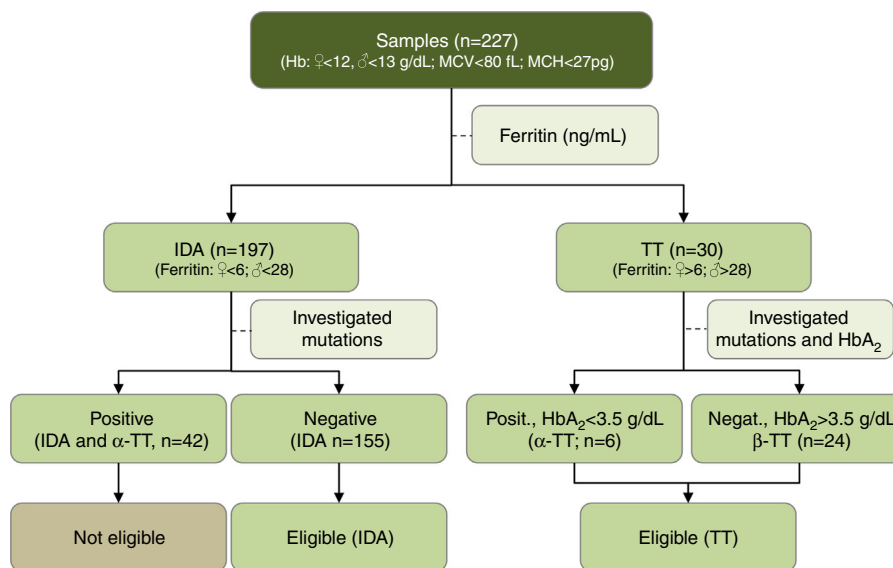 Samples (n=227)
(Hb: ♀<12, ♂<13 g/dL; MCV<80 fL; MCH<27pg)
Ferritin (ng/mL)
IDA (n=197)
(Ferritin: ♀<6; ♂<28)
TT (n=30)
(Ferritin: ♀>6; ♂>28)
Investigated
mutations
Investigated
mutations and HbA₂
Positive
(IDA and α-TT, n=42)
Negative
(IDA n=155)
Posit., HbA₂<3.5 g/dL
(α-TT; n=6)
Negat., HbA₂>3.5 g/dL
β-TT (n=24)
Not eligible
Eligible (IDA)
Eligible (TT)